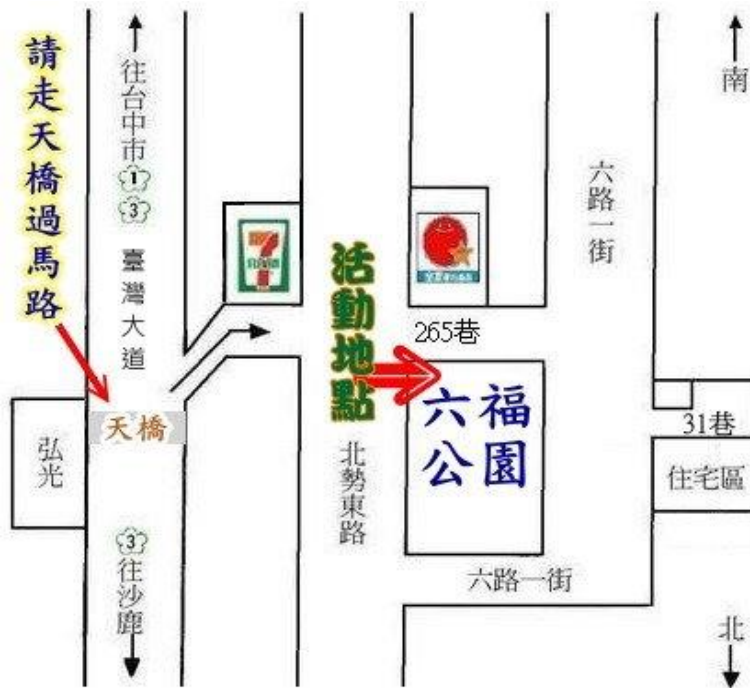 請走天橋過馬路
往台中市
1
3
臺灣大道
天橋
弘光
3
往沙鹿
7
活動地點
北勢東路
265巷
六福
公園
六路一街
六路一街
31巷
住宅區
南
北